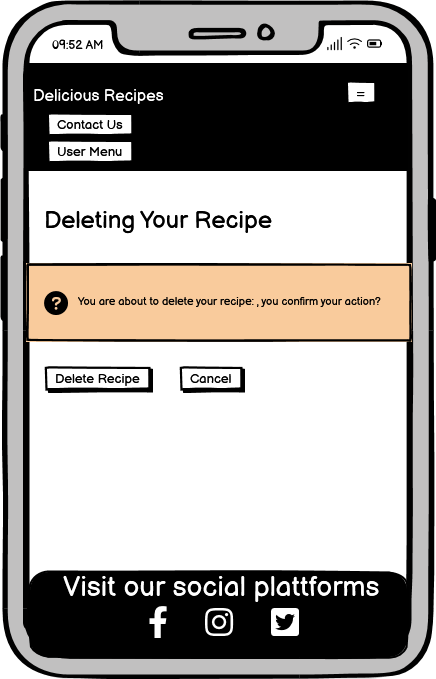 09:52 AM
Delicious Recipes
=
Contact Us
User Menu
Deleting Your Recipe
? You are about to delete your recipe: , you confirm your action?
Delete Recipe Cancel
Visit our social plattforms